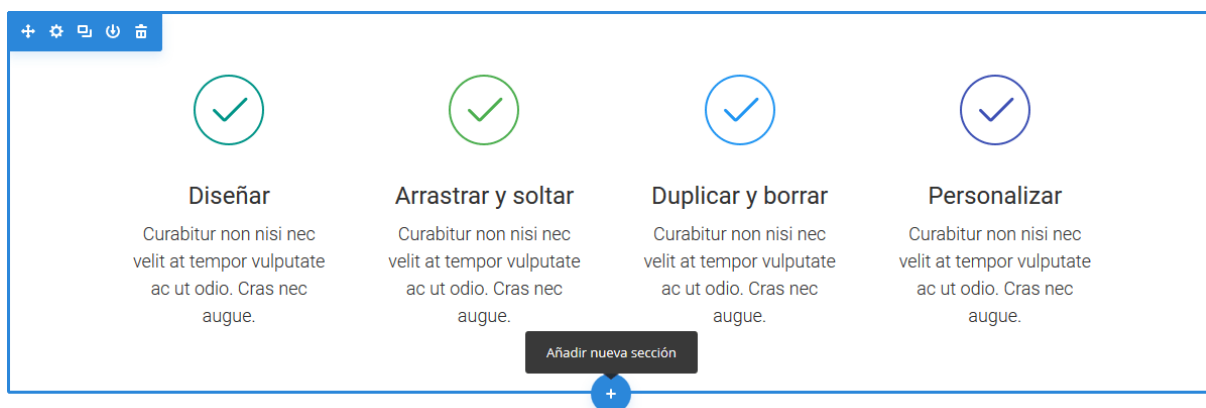 Diseñar
Curabitur non nisi nec
velit at tempor vulputate
ac ut odio. Cras nec
augue.
Arrastrar y soltar
Curabitur non nisi nec
velit at tempor vulputate
ac ut odio. Cras nec
augue.
Duplicar y borrar
Curabitur non nisi nec
velit at tempor vulputate
ac ut odio. Cras nec
augue.
Personalizar
Curabitur non nisi nec
velit at tempor vulputate
ac ut odio. Cras nec
augue.
Añadir nueva sección